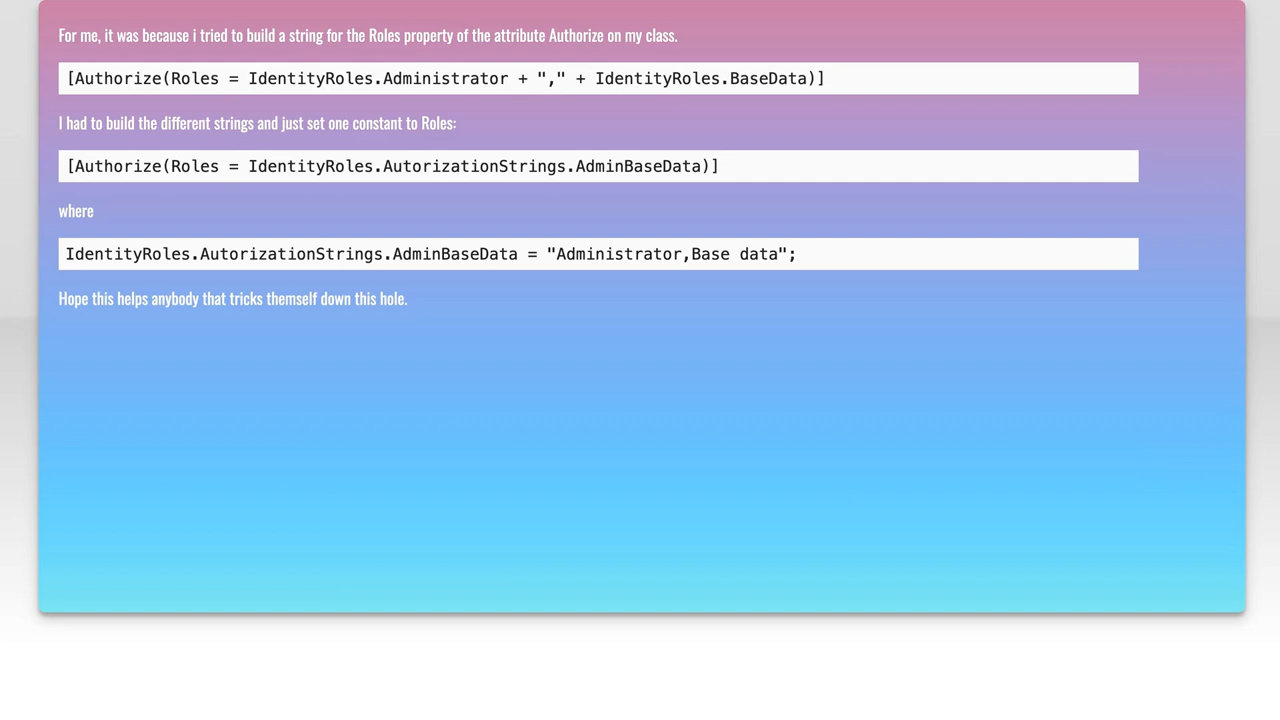 For me, it was because i tried to build a string for the Roles property of the attribute Authorize on my class.
[Authorize(Roles = IdentityRoles.Administrator + "," + IdentityRoles.BaseData)]
I had to build the different strings and just set one constant to Roles:
[Authorize(Roles = IdentityRoles.AutorizationStrings.AdminBaseData)]
where
IdentityRoles.AutorizationStrings.AdminBaseData = "Administrator,Base data";
Hope this helps anybody that tricks themself down this hole.